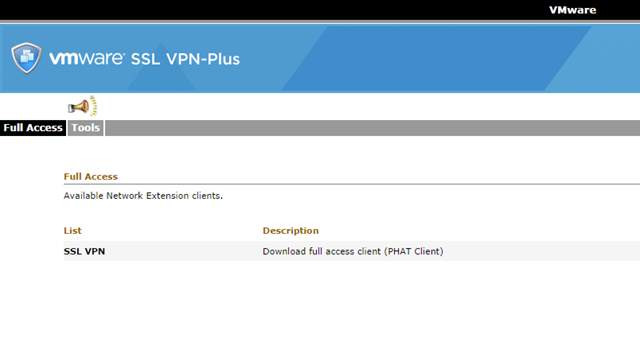 VMware
vmware® SSL VPN-Plus
Full Access Tools
Full Access
Available Network Extension clients.
List Description
SSL VPN Download full access client (PHAT Client)